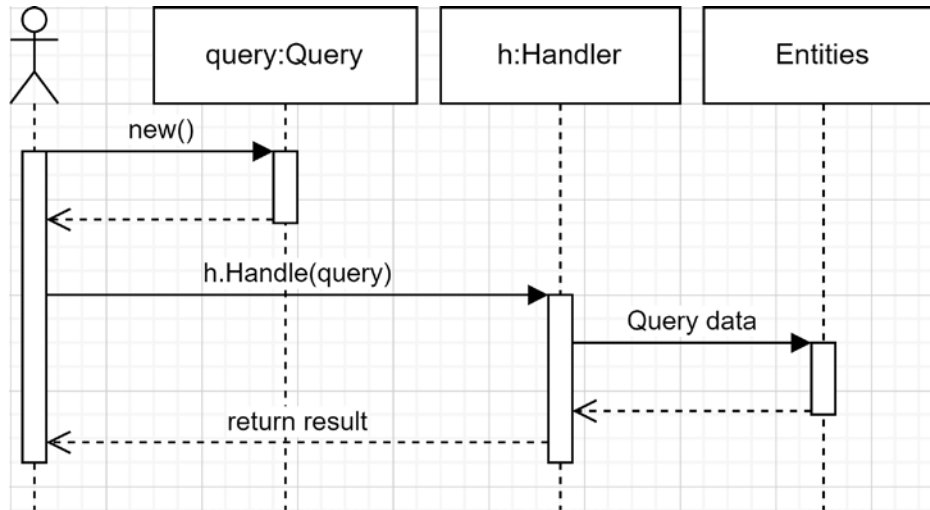 query:Query
h:Handler
Entities
new()
h.Handle(query)
Query data
return result